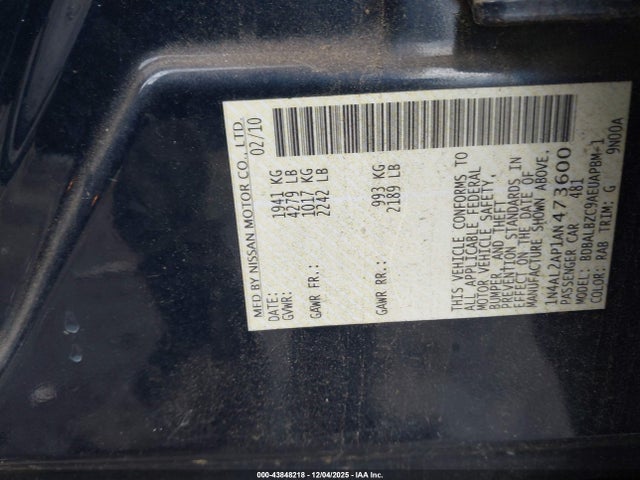 MFD BY NISSAN MOTOR CO., LTD.
DATE: 02/10
GVWR: 1941 KG
4279 LB
GAWR FR: 1017 KG
2242 LB
GAWR RR: 993 KG
2189 LB
THIS VEHICLE CONFORMS
TO ALL APPLICABLE FEDERAL
MOTOR VEHICLE SAFETY,
BUMPER, AND THEFT
PREVENTION STANDARDS IN
EFFECT ON THE DATE OF
MANUFACTURE SHOWN ABOVE.
1N4AL2AP1AN473600
PASSENGER CAR 481
MODEL: BDBALBZC9AEUAPBM-1
COLOR: RAB TRIM: G 9N00A
000-43848218 - 12/04/2025 - IAA Inc.